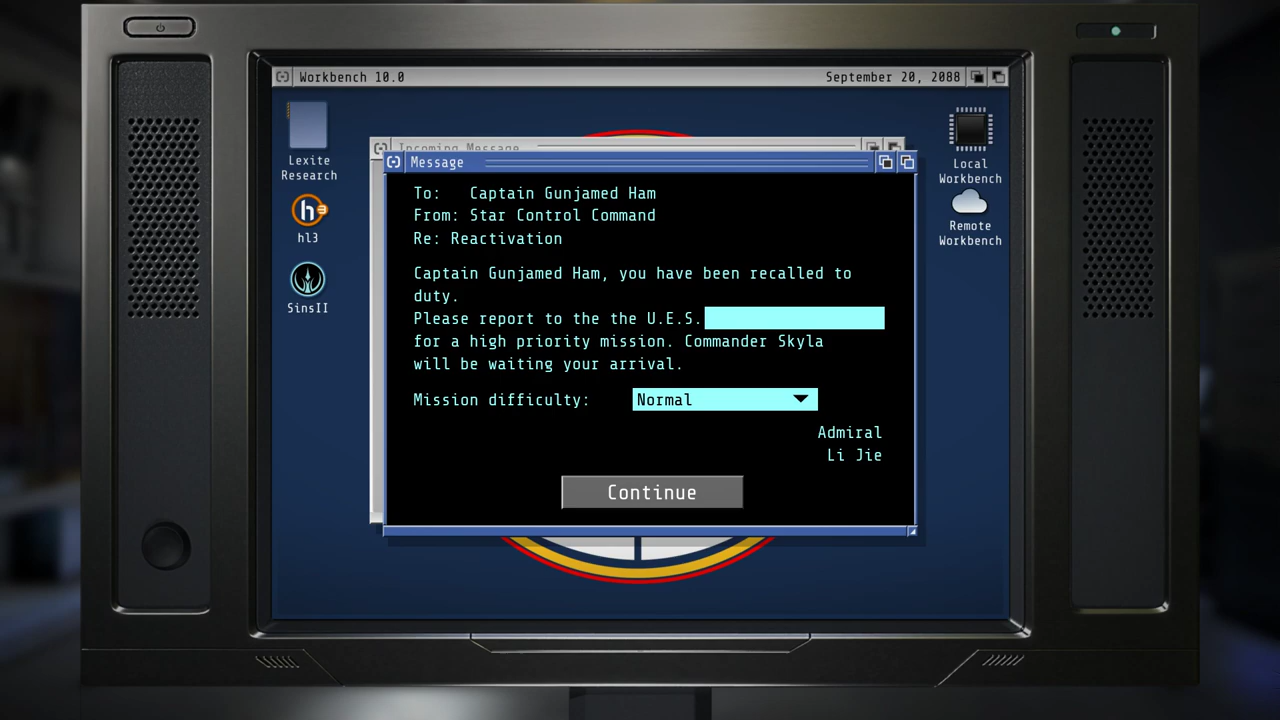 Workbench 10.0
September 20, 2088
Lexite
Research
h3
hl3
SinsII
Local
Workbench
Remote
Workbench
Incoming Message
Message
To: Captain Gunjamed Ham
From: Star Control Command
Re: Reactivation
Captain Gunjamed Ham, you have been recalled to
duty.
Please report to the the U.E.S.
for a high priority mission. Commander Skyla
will be waiting your arrival.
Mission difficulty: Normal
Admiral
Li Jie
Continue